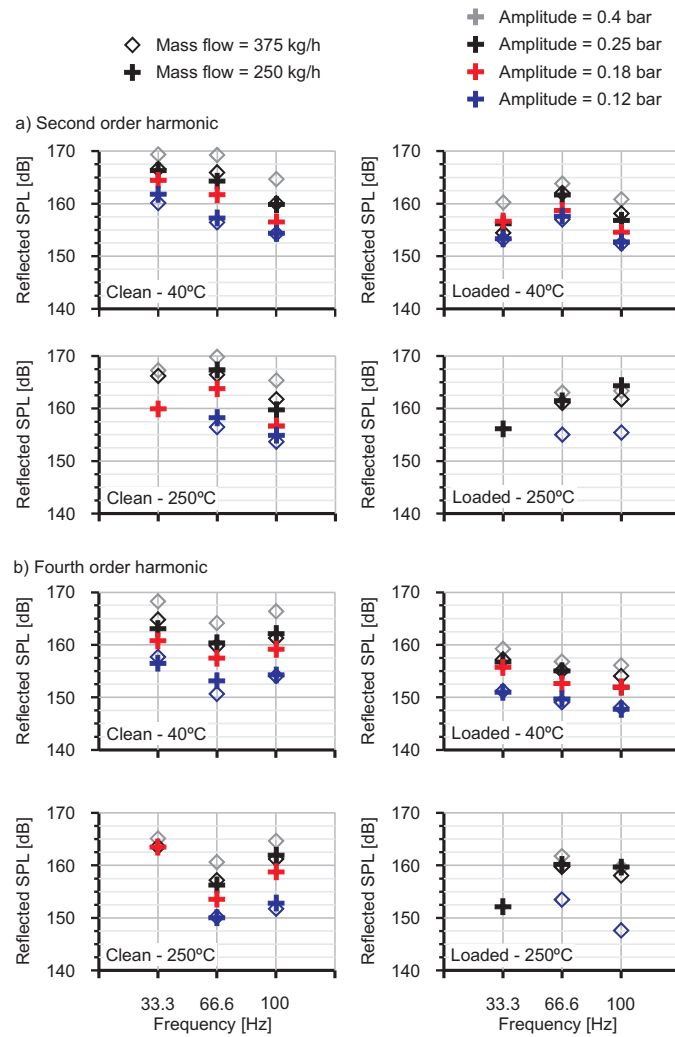 Mass flow = 375 kg/h
Mass flow = 250 kg/h
Amplitude = 0.4 bar
Amplitude = 0.25 bar
Amplitude = 0.18 bar
Amplitude = 0.12 bar
a) Second order harmonic
Reflected SPL [dB]
170
160
150
140
Clean - 40ºC
Reflected SPL [dB]
170
160
150
140
Loaded - 40ºC
Reflected SPL [dB]
170
160
150
140
Clean - 250ºC
Reflected SPL [dB]
170
160
150
140
Loaded - 250ºC
b) Fourth order harmonic
Reflected SPL [dB]
170
160
150
140
Clean - 40ºC
Reflected SPL [dB]
170
160
150
140
Loaded - 40ºC
Reflected SPL [dB]
170
160
150
140
Clean - 250ºC
33.3 66.6 100
Frequency [Hz]
Reflected SPL [dB]
170
160
150
140
Loaded - 250ºC
33.3 66.6 100
Frequency [Hz]